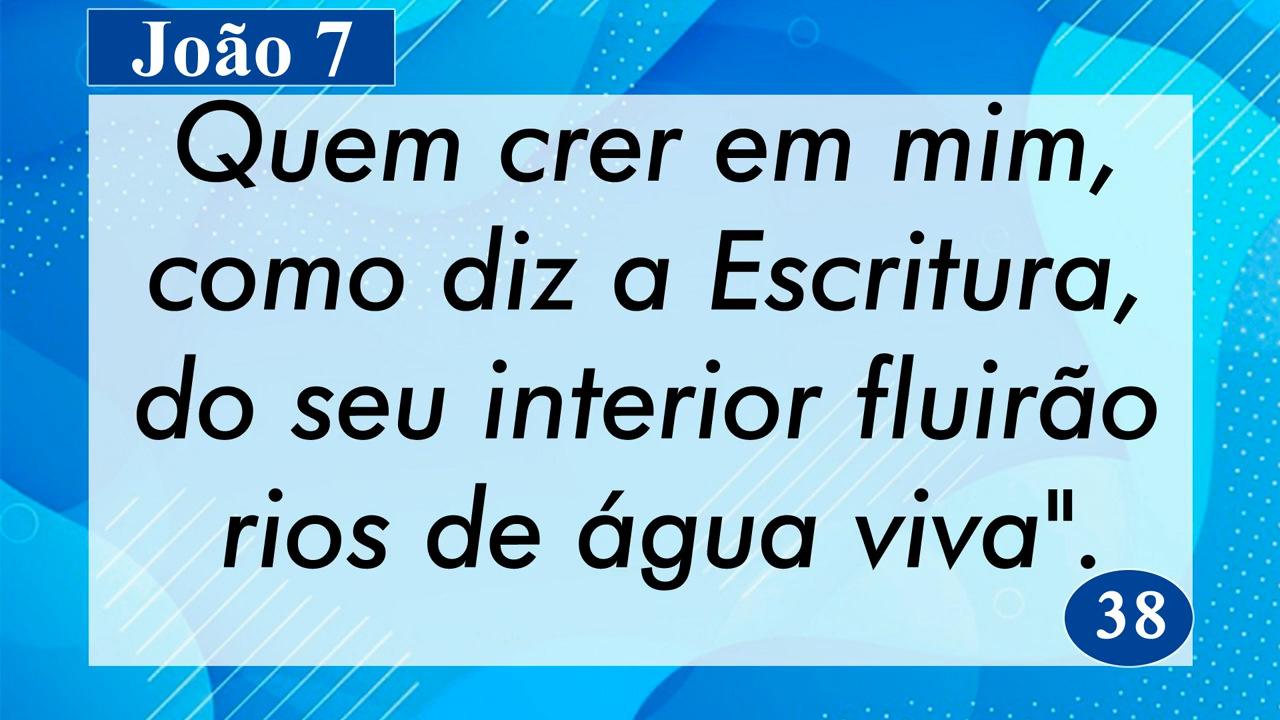 João 7
Quem crer em mim,
como diz a Escritura,
do seu interior fluirão
rios de água viva".
38